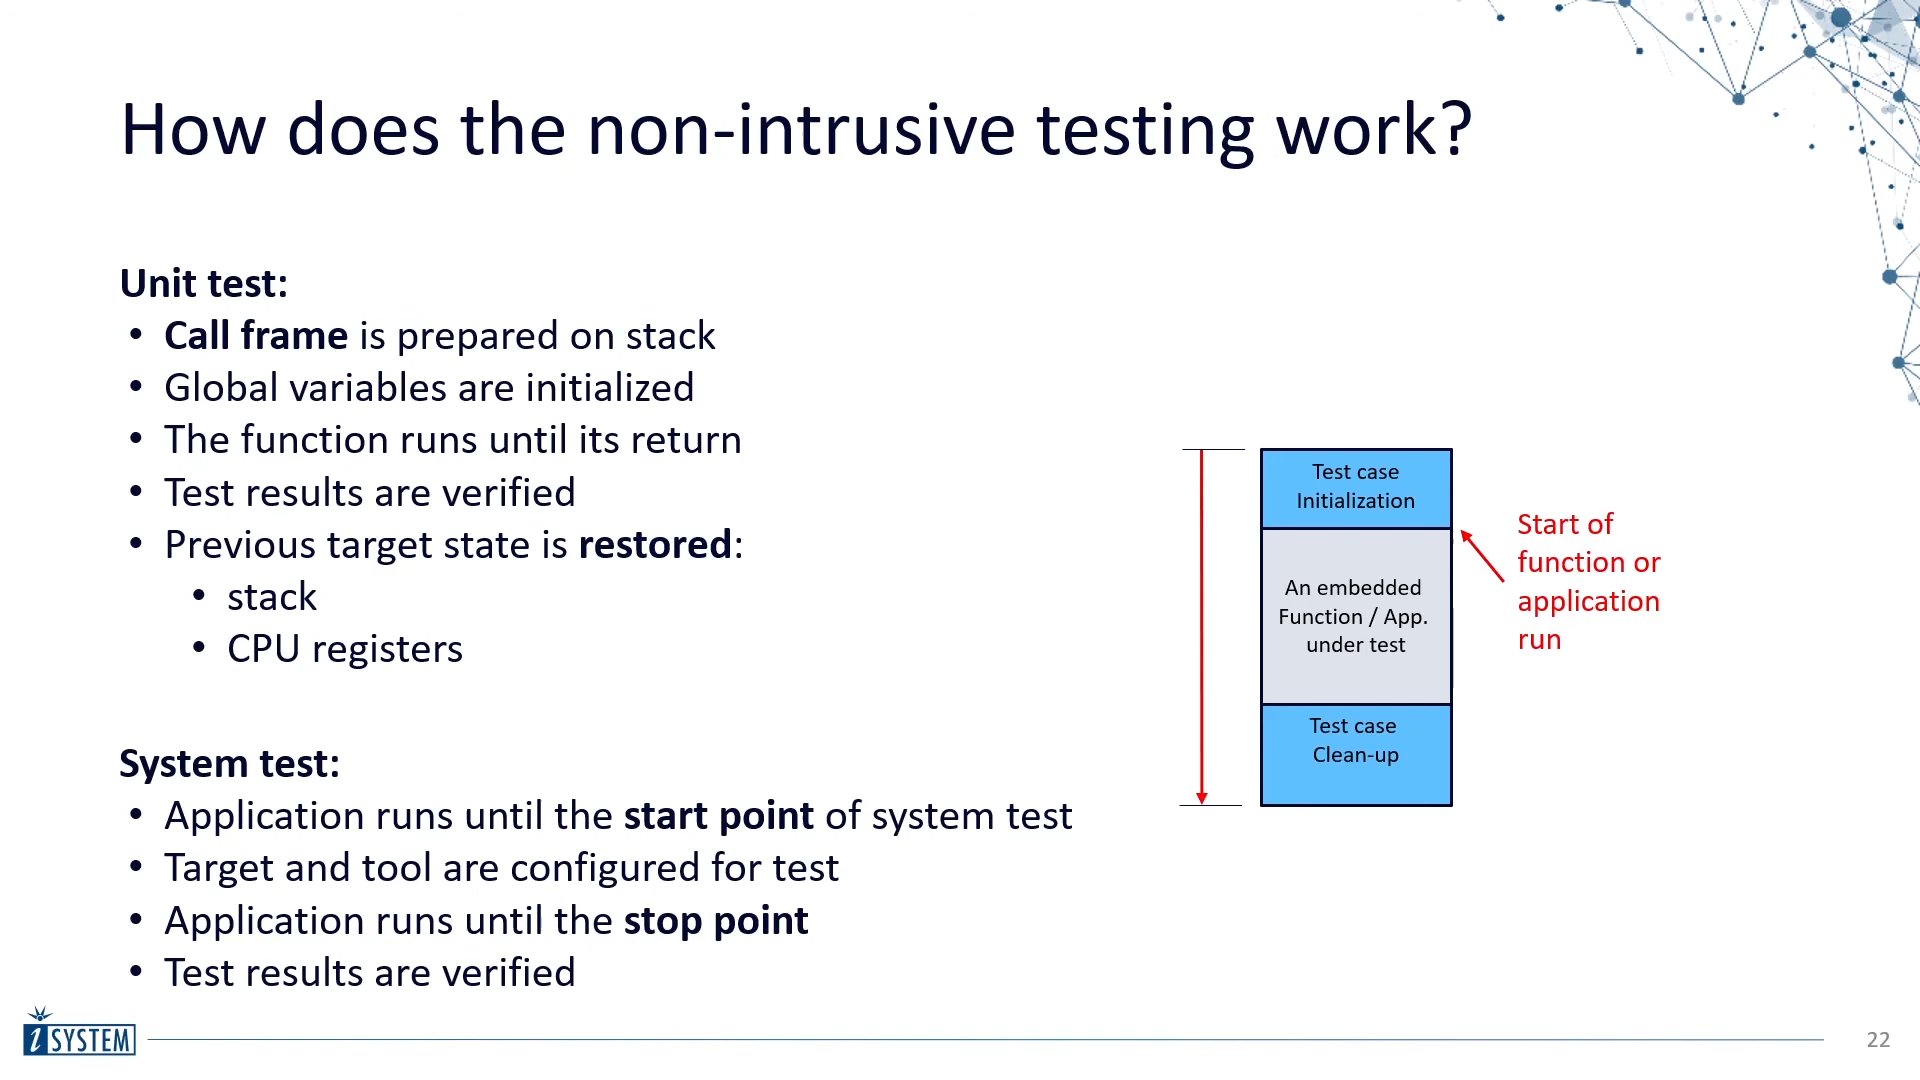 How does the non-intrusive testing work?
Unit test:
• Call frame is prepared on stack
• Global variables are initialized
• The function runs until its return
• Test results are verified
• Previous target state is restored:
• stack
• CPU registers
System test:
• Application runs until the start point of system test
• Target and tool are configured for test
• Application runs until the stop point
• Test results are verified
Test case
Initialization
An embedded
Function / App.
under test
Test case
Clean-up
Start of
function or
application
run
iSYSTEM
22